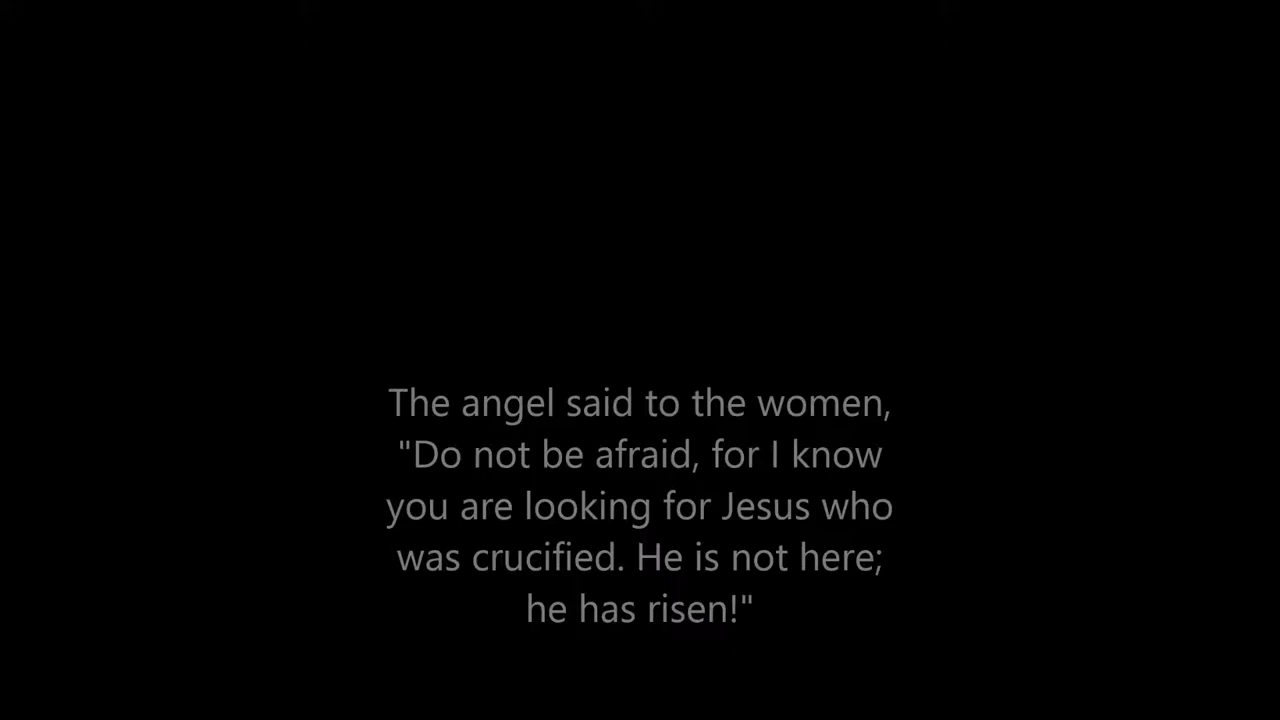 The angel said to the women,
"Do not be afraid, for I know
you are looking for Jesus who
was crucified. He is not here;
he has risen!"